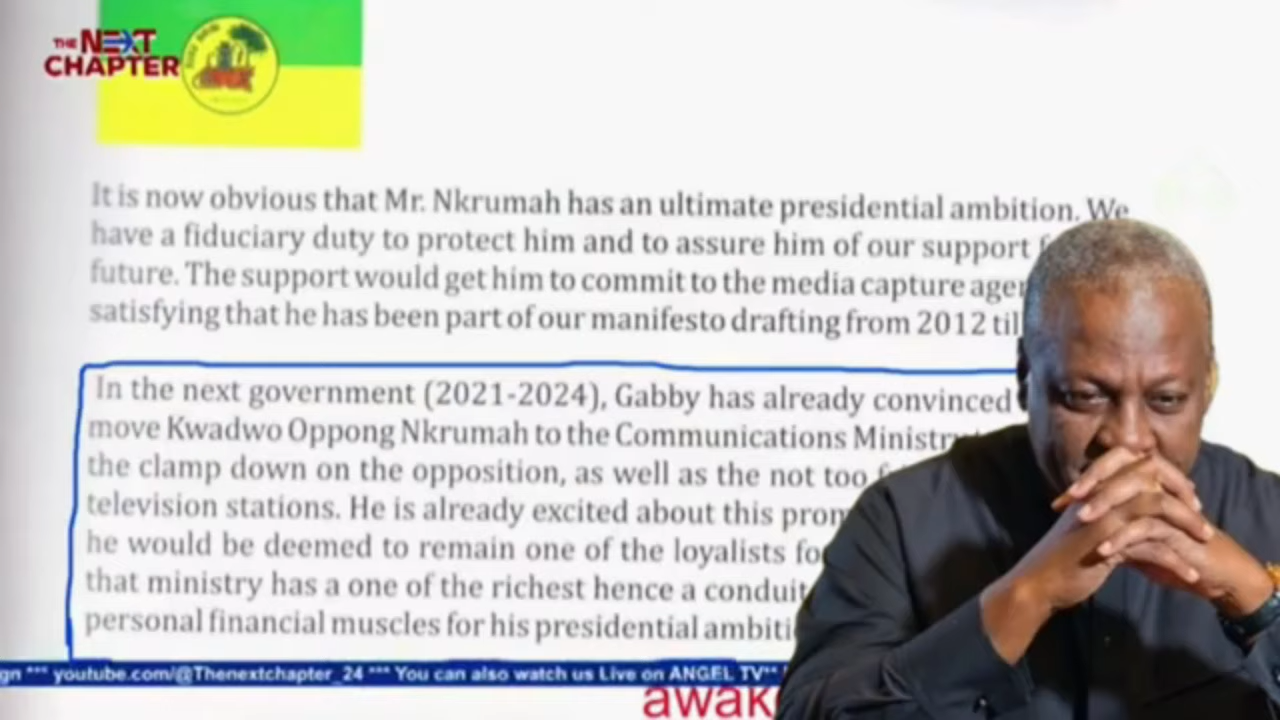 THE NEXT
CHAPTER
It is now obvious that Mr. Nkrumah has an ultimate presidential ambition. We
have a fiduciary duty to protect him and to assure him of our support
future. The support would get him to commit to the media capture
satisfying that he has been part of our manifesto drafting from 2012
In the next government (2021-2024), Gabby has already convinced
move Kwadwo Oppong Nkrumah to the Communications
the clamp down on the opposition, as well as the not too
television stations. He is already excited about this
he would be deemed to remain one of the loyalists
that ministry has a one of the richest hence a conduit
personal financial muscles for his presidential
gn *** youtube.com/@Thenextchapter_24 *** You can also watch us Live on ANGEL TV**
awak